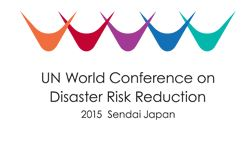 UN World Conference on
Disaster Risk Reduction
2015 Sendai Japan